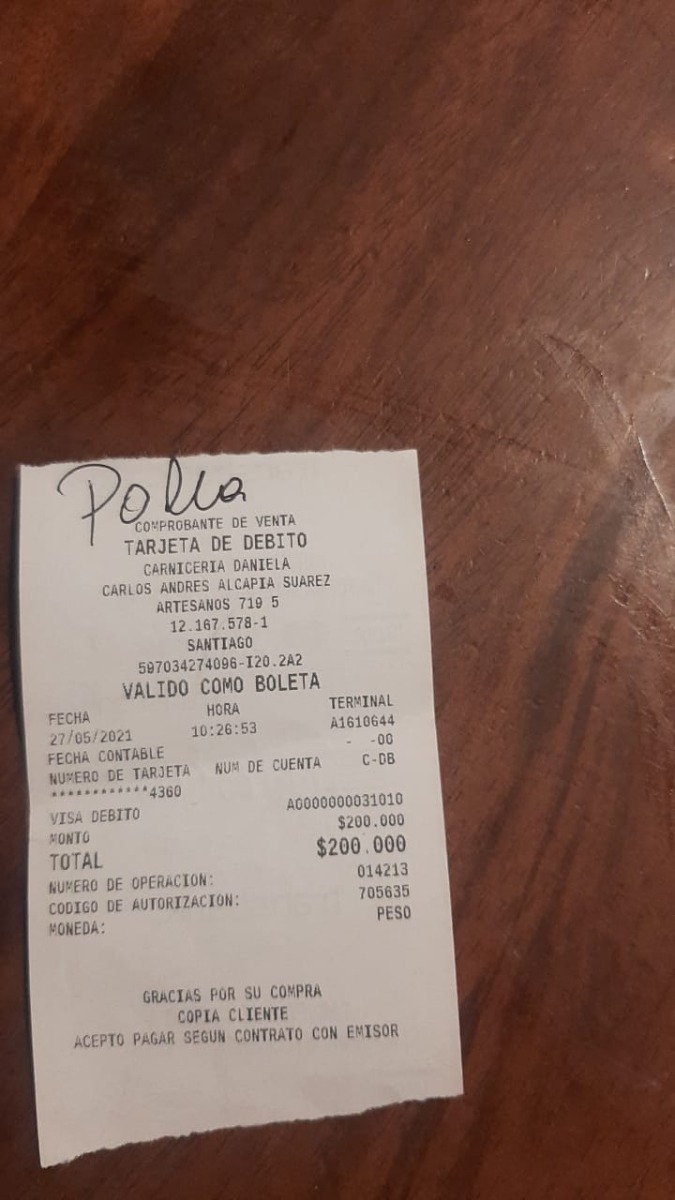 Polla
COMPROBANTE DE VENTA
TARJETA DE DEBITO
CARNICERIA DANIELA
CARLOS ANDRES ALCAPIA SUAREZ
ARTESANOS 719 5
12.167.578-1
SANTIAGO
597034274096-I20.2A2
VALIDO COMO BOLETA
FECHA HORA TERMINAL
27/05/2021 10:26:53 A1610644
FECHA CONTABLE - -00
NUMERO DE TARJETA NUM DE CUENTA C-DB
************4360
VISA DEBITO A0000000031010
MONTO $200.000
TOTAL $200.000
NUMERO DE OPERACION: 014213
CODIGO DE AUTORIZACION: 705635
MONEDA: PESO
GRACIAS POR SU COMPRA
COPIA CLIENTE
ACEPTO PAGAR SEGUN CONTRATO CON EMISOR